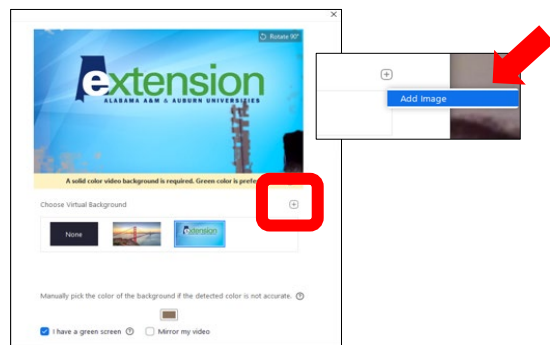 Rotate 90°
extension
ALABAMA A&M & AUBURN UNIVERSITIES
A solid color video background is required. Green color is prefe
Choose Virtual Background
None
extension
Manually pick the color of the background if the detected color is not accurate.
I have a green screen
Mirror my video
Add Image